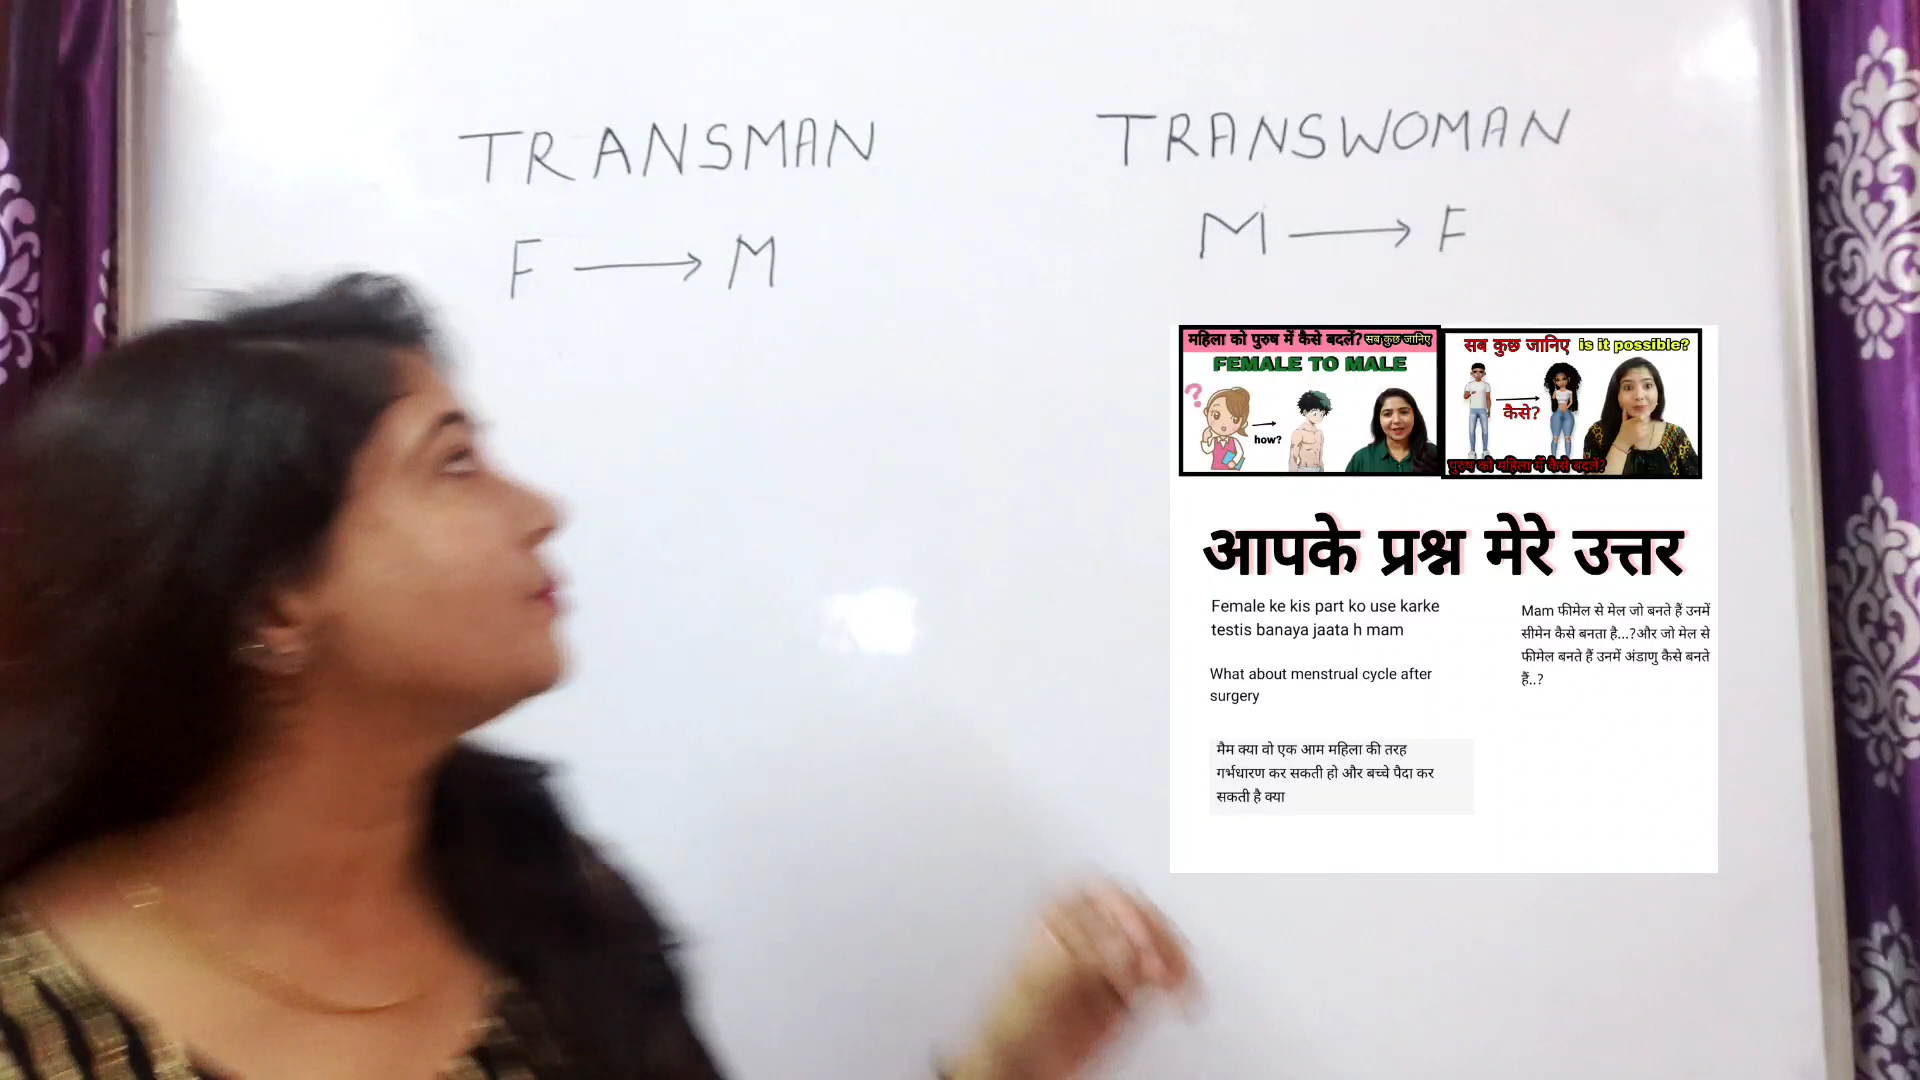 TRANSMAN
F → M
TRANSWOMAN
M → F
महिला को पुरुष में कैसे बदलें? सब कुछ जानिए
FEMALE TO MALE
?
how?
सब कुछ जानिए is it possible?
कैसे?
पुरुष को महिला में कैसे बदलें?
आपके प्रश्न मेरे उत्तर
Female ke kis part ko use karke
testis banaya jaata h mam
What about menstrual cycle after
surgery
मैम क्या वो एक आम महिला की तरह
गर्भधारण कर सकती हो और बच्चे पैदा कर
सकती है क्या
Mam फीमेल से मेल जो बनते हैं उनमें
सीमेन कैसे बनता है...?और जो मेल से
फीमेल बनते हैं उनमें अंडाणु कैसे बनते
हैं..?